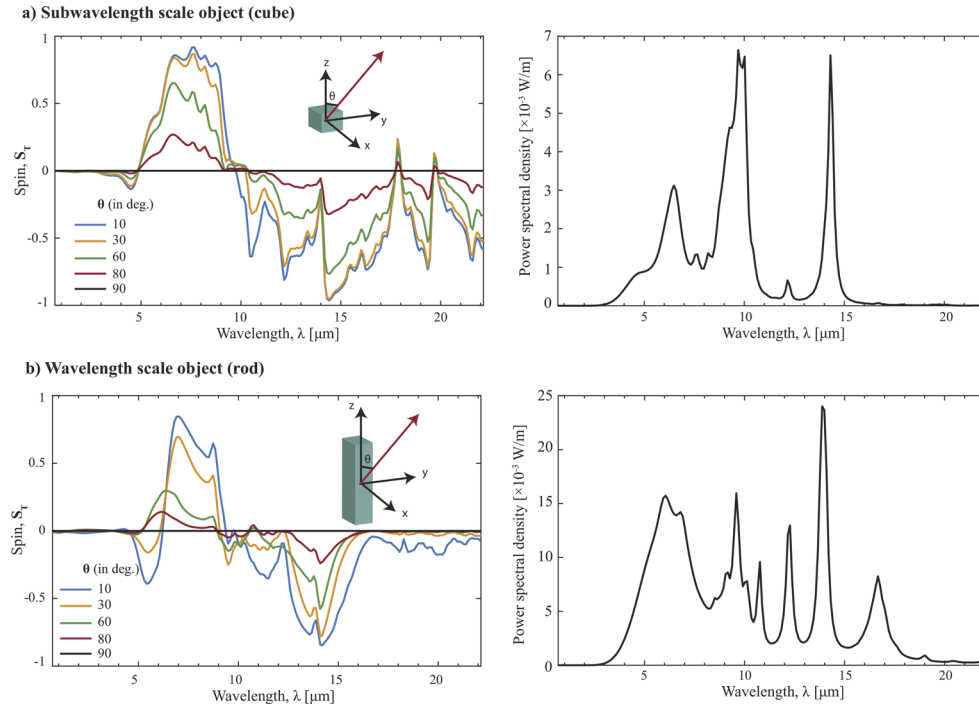 a) Subwavelength scale object (cube)
Spin, S_T
1
0.5
0
-0.5
-1
z
θ
y
x
θ (in deg.)
10
30
60
80
90
5
10
15
20
Wavelength, λ [μm]
Power spectral density [×10⁻³ W/m]
7
6
5
4
3
2
1
0
5
10
15
20
Wavelength, λ [μm]
b) Wavelength scale object (rod)
Spin, S_T
1
0.5
0
-0.5
-1
z
θ
y
x
θ (in deg.)
10
30
60
80
90
5
10
15
20
Wavelength, λ [μm]
Power spectral density [×10⁻³ W/m]
25
20
15
10
5
0
5
10
15
20
Wavelength, λ [μm]